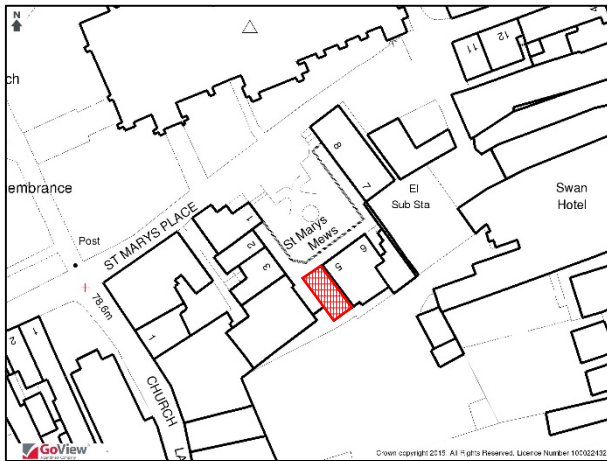 N
11
12
ch
8
7
El
Sub Sta
Swan
Hotel
embrance
ST MARYS PLACE
1
2
3
St Marys
Mews
6
5
Post
78.6m
1
2
1
CHURCH LA
GoView
Crown copyright 2015. All Rights Reserved. Licence Number 100022432